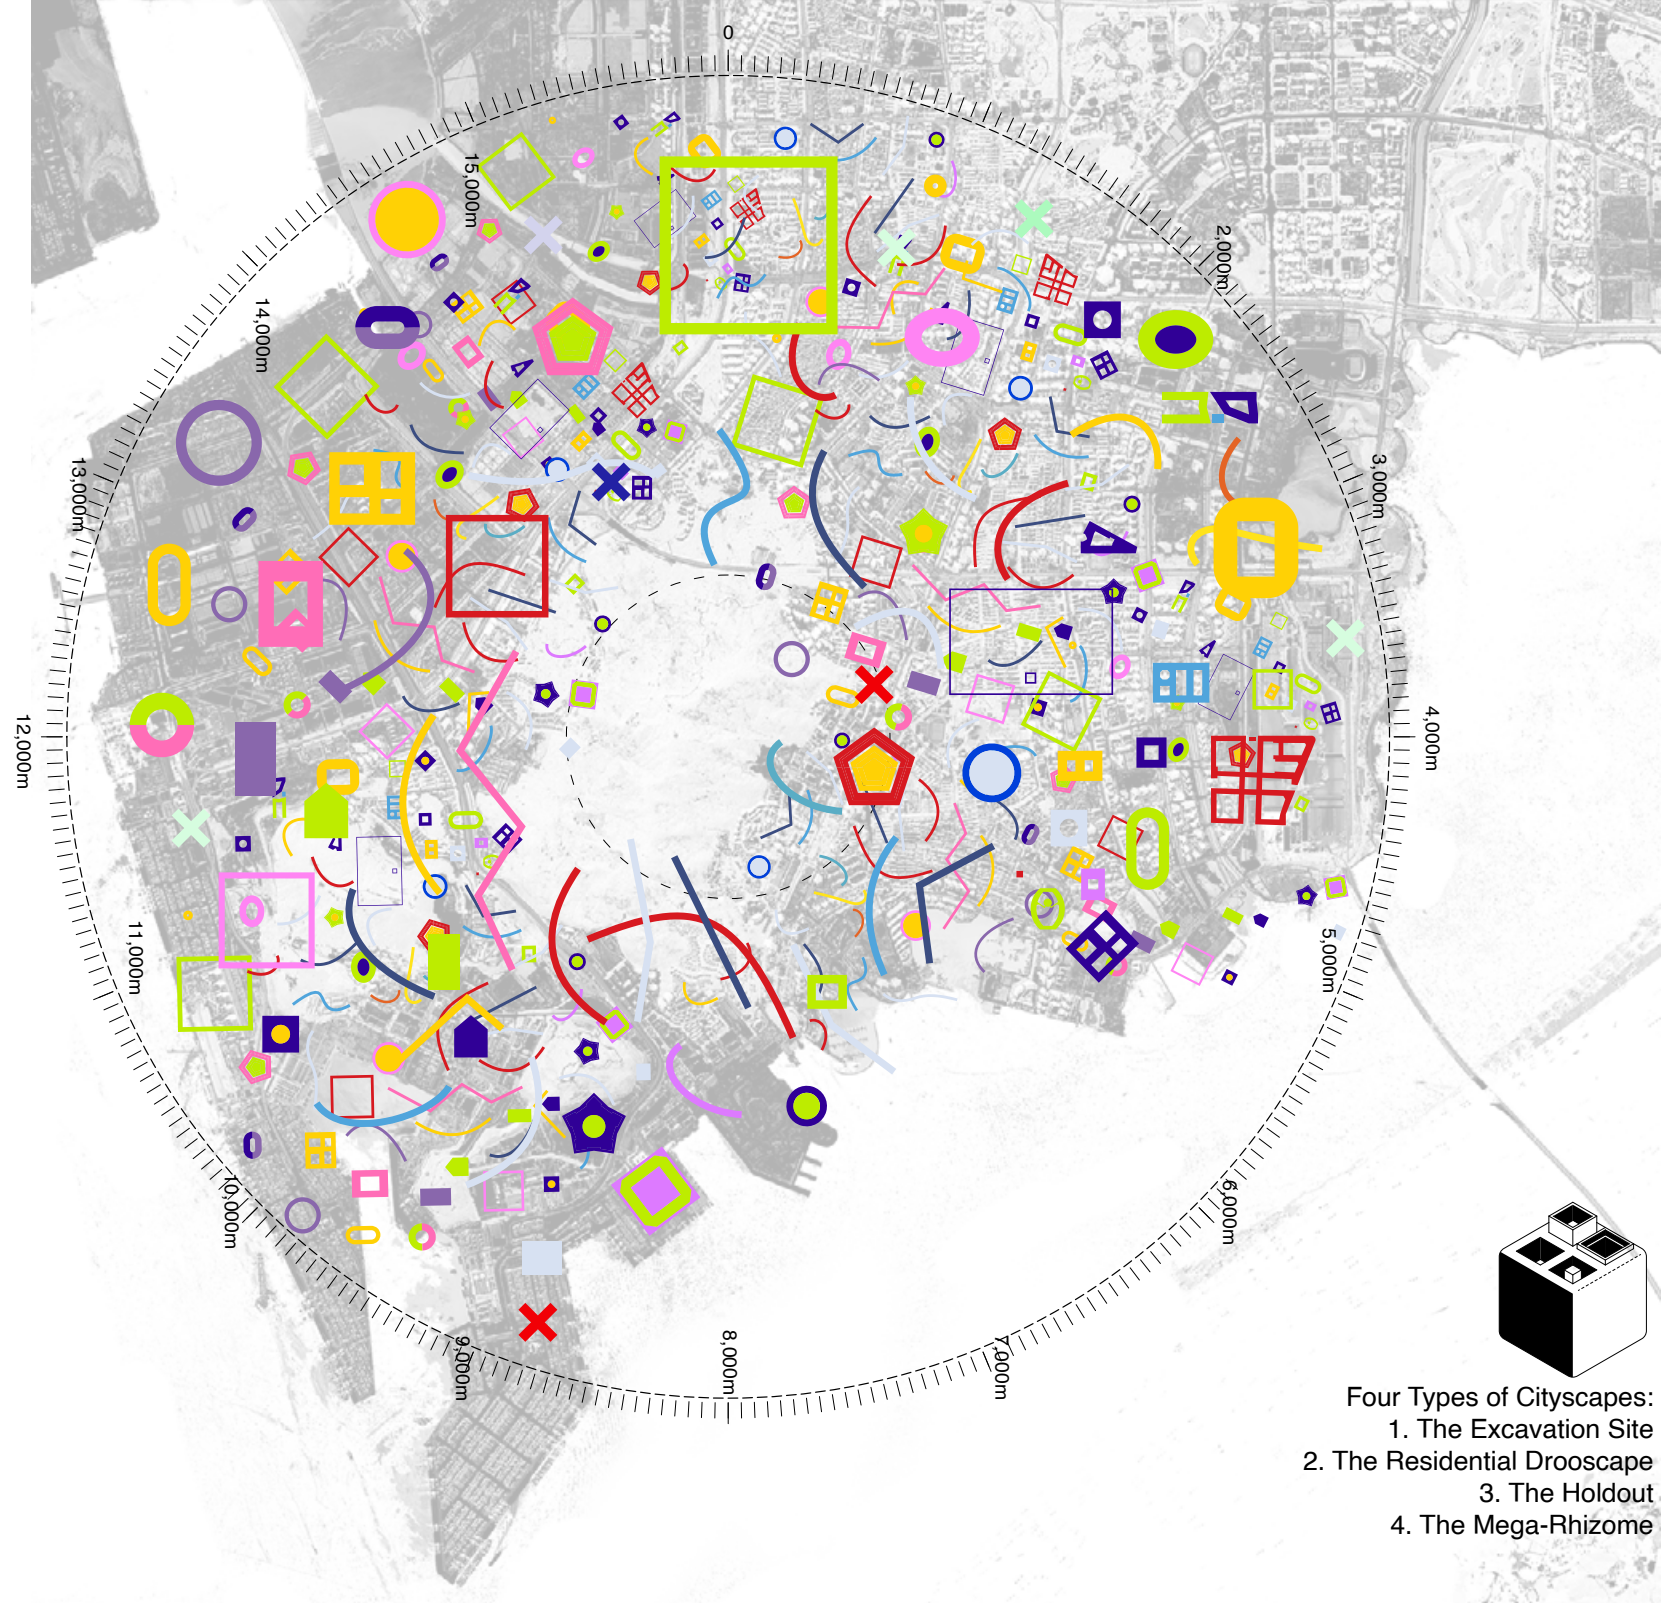 0
2,000m
3,000m
4,000m
5,000m
6,000m
7,000m
8,000m
9,000m
10,000m
11,000m
12,000m
13,000m
14,000m
15,000m
Four Types of Cityscapes:
1. The Excavation Site
2. The Residential Drooscape
3. The Holdout
4. The Mega-Rhizome